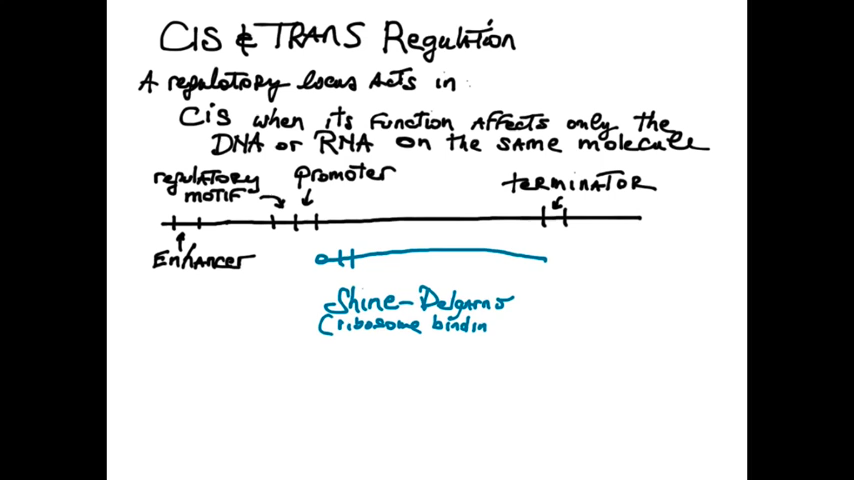 CIS & TRANS Regulation
A regulatory locus acts in
Cis when its function affects only the
DNA or RNA on the same molecule
regulatory motif
promoter
terminator
Enhancer
Shine-Delgarno
(ribosome bindin